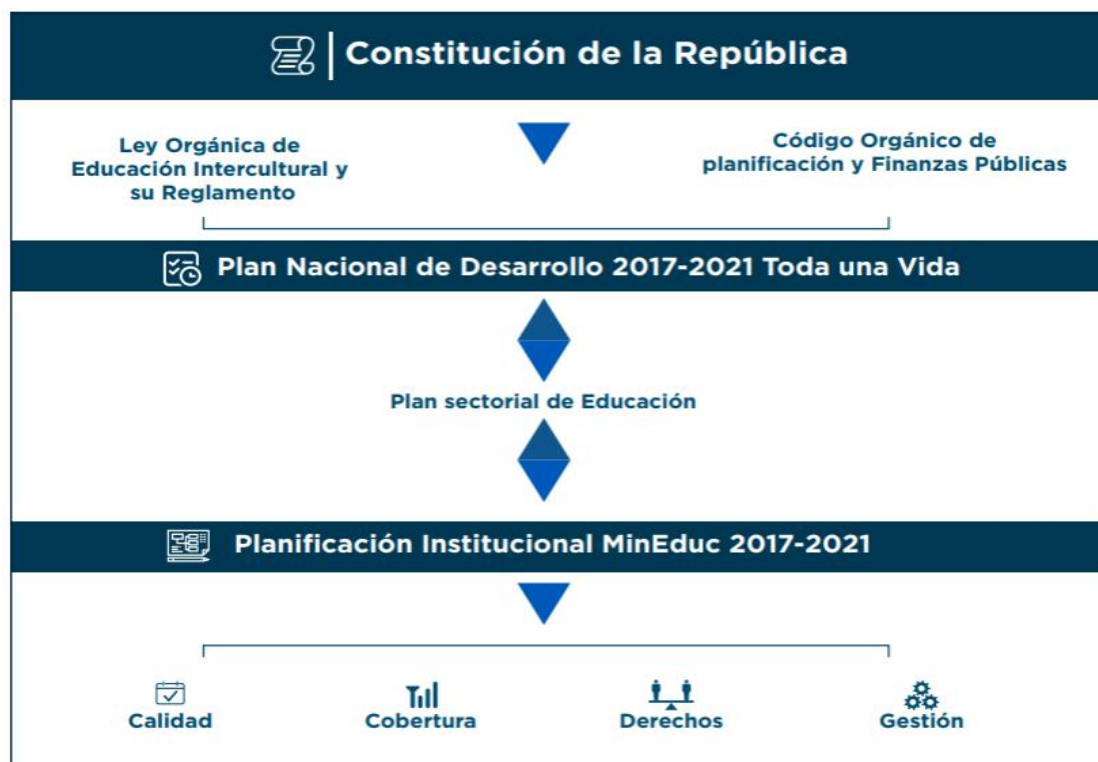 Constitución de la República
Ley Orgánica de
Educación Intercultural y
su Reglamento
Código Orgánico de
planificación y Finanzas Públicas
Plan Nacional de Desarrollo 2017-2021 Toda una Vida
Plan sectorial de Educación
Planificación Institucional MinEduc 2017-2021
Calidad
Cobertura
Derechos
Gestión